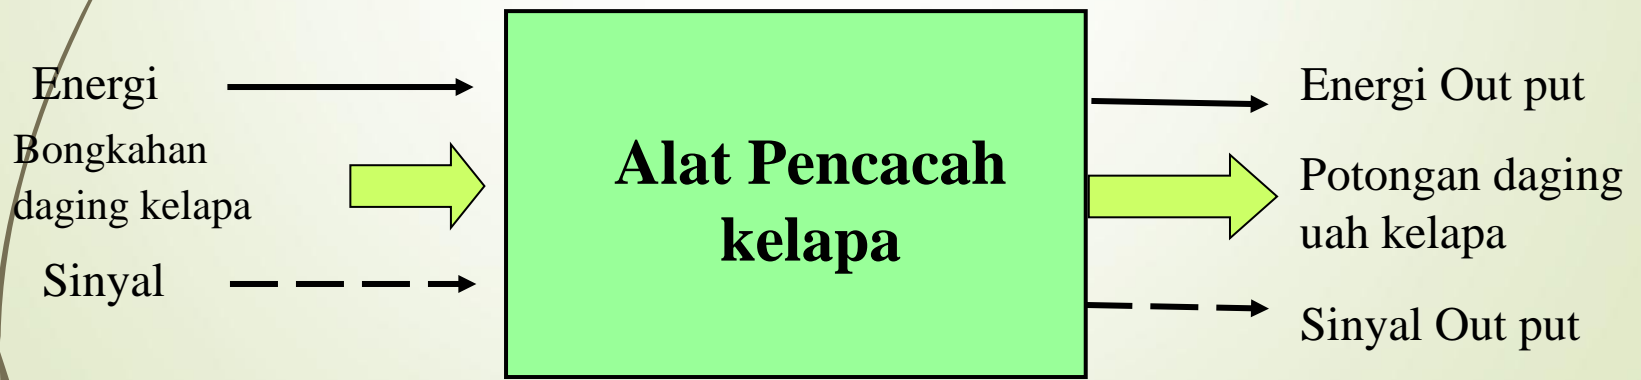 Energi
Bongkahan
daging kelapa
Sinyal
Alat Pencacah
kelapa
Energi Out put
Potongan daging
uah kelapa
Sinyal Out put